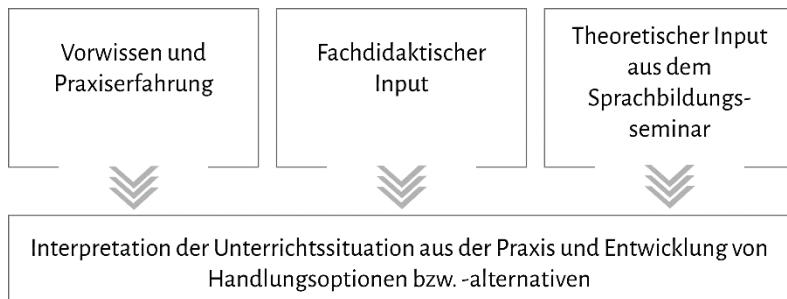 Vorwissen und
Praxiserfahrung
Fachdidaktischer
Input
Theoretischer Input
aus dem
Sprachbildungs-
seminar
Interpretation der Unterrichtssituation aus der Praxis und Entwicklung von
Handlungsoptionen bzw. -alternativen